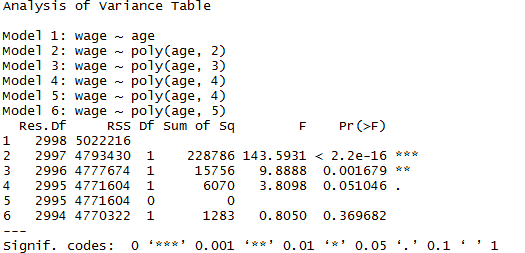 Analysis of Variance Table
Model 1: wage ~ age
Model 2: wage ~ poly(age, 2)
Model 3: wage ~ poly(age, 3)
Model 4: wage ~ poly(age, 4)
Model 5: wage ~ poly(age, 4)
Model 6: wage ~ poly(age, 5)
  Res.Df     RSS Df Sum of Sq        F    Pr(>F)
1   2998 5022216
2   2997 4793430  1    228786 143.5931 < 2.2e-16 ***
3   2996 4777674  1     15756   9.8888  0.001679 **
4   2995 4771604  1      6070   3.8098  0.051046 .
5   2995 4771604  0         0
6   2994 4770322  1      1283   0.8050  0.369682
---
Signif. codes:  0 ‘***’ 0.001 ‘**’ 0.01 ‘*’ 0.05 ‘.’ 0.1 ‘ ’ 1